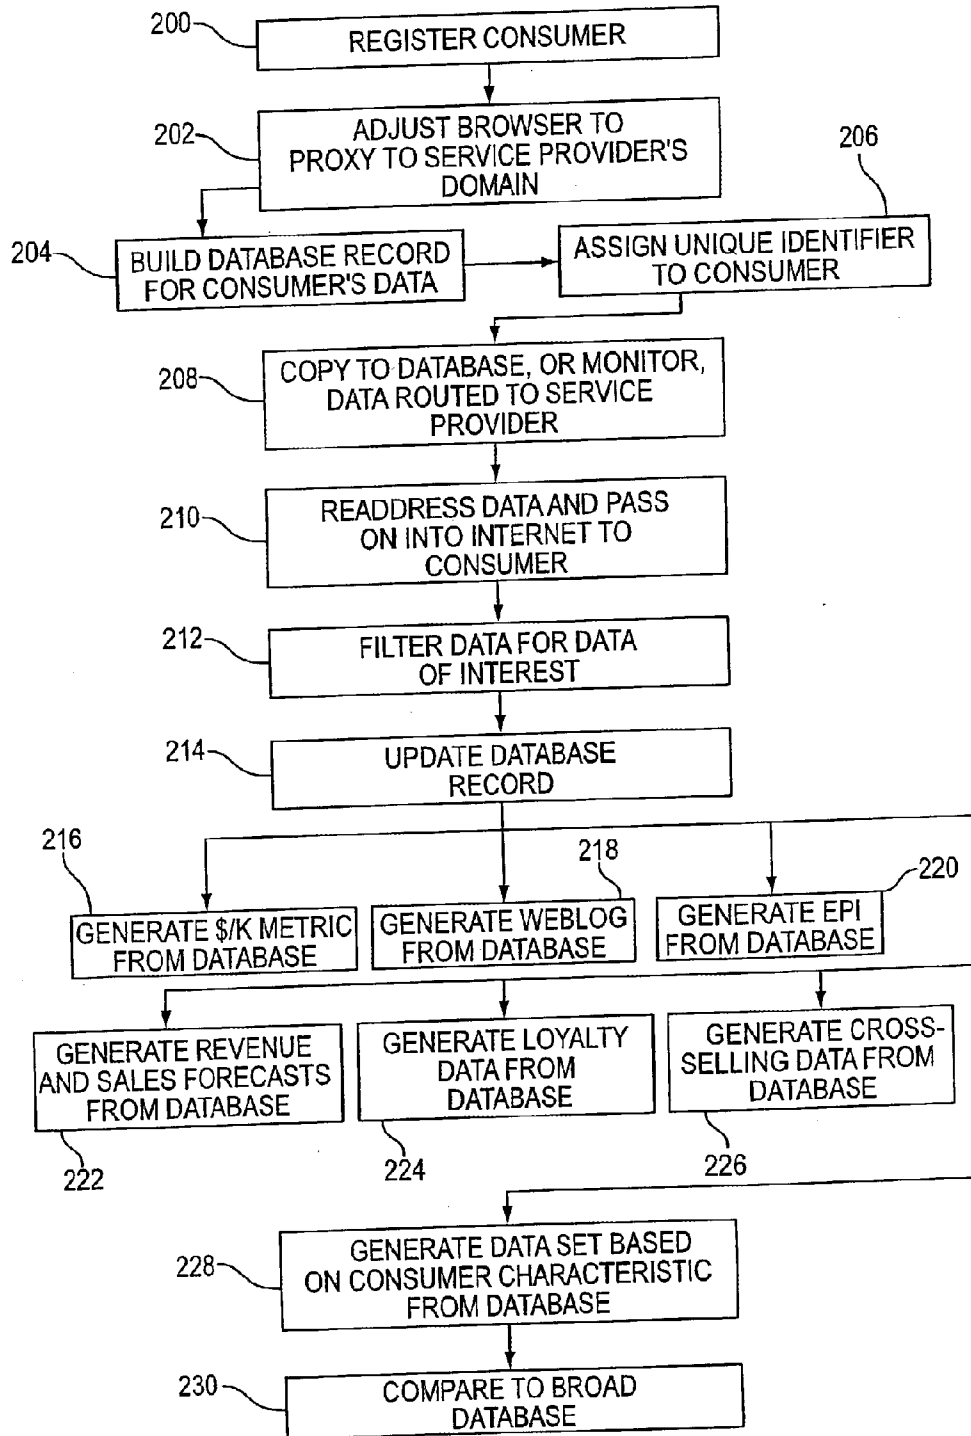 200
REGISTER CONSUMER
202
ADJUST BROWSER TO
PROXY TO SERVICE PROVIDER'S
DOMAIN
206
204
BUILD DATABASE RECORD
FOR CONSUMER'S DATA
ASSIGN UNIQUE IDENTIFIER
TO CONSUMER
208
COPY TO DATABASE, OR MONITOR,
DATA ROUTED TO SERVICE
PROVIDER
210
READDRESS DATA AND PASS
ON INTO INTERNET TO
CONSUMER
212
FILTER DATA FOR DATA
OF INTEREST
214
UPDATE DATABASE
RECORD
216
218
220
GENERATE $/K METRIC
FROM DATABASE
GENERATE WEBLOG
FROM DATABASE
GENERATE EPI
FROM DATABASE
GENERATE REVENUE
AND SALES FORECASTS
FROM DATABASE
GENERATE LOYALTY
DATA FROM
DATABASE
GENERATE CROSS-
SELLING DATA FROM
DATABASE
222
224
226
228
GENERATE DATA SET BASED
ON CONSUMER CHARACTERISTIC
FROM DATABASE
230
COMPARE TO BROAD
DATABASE